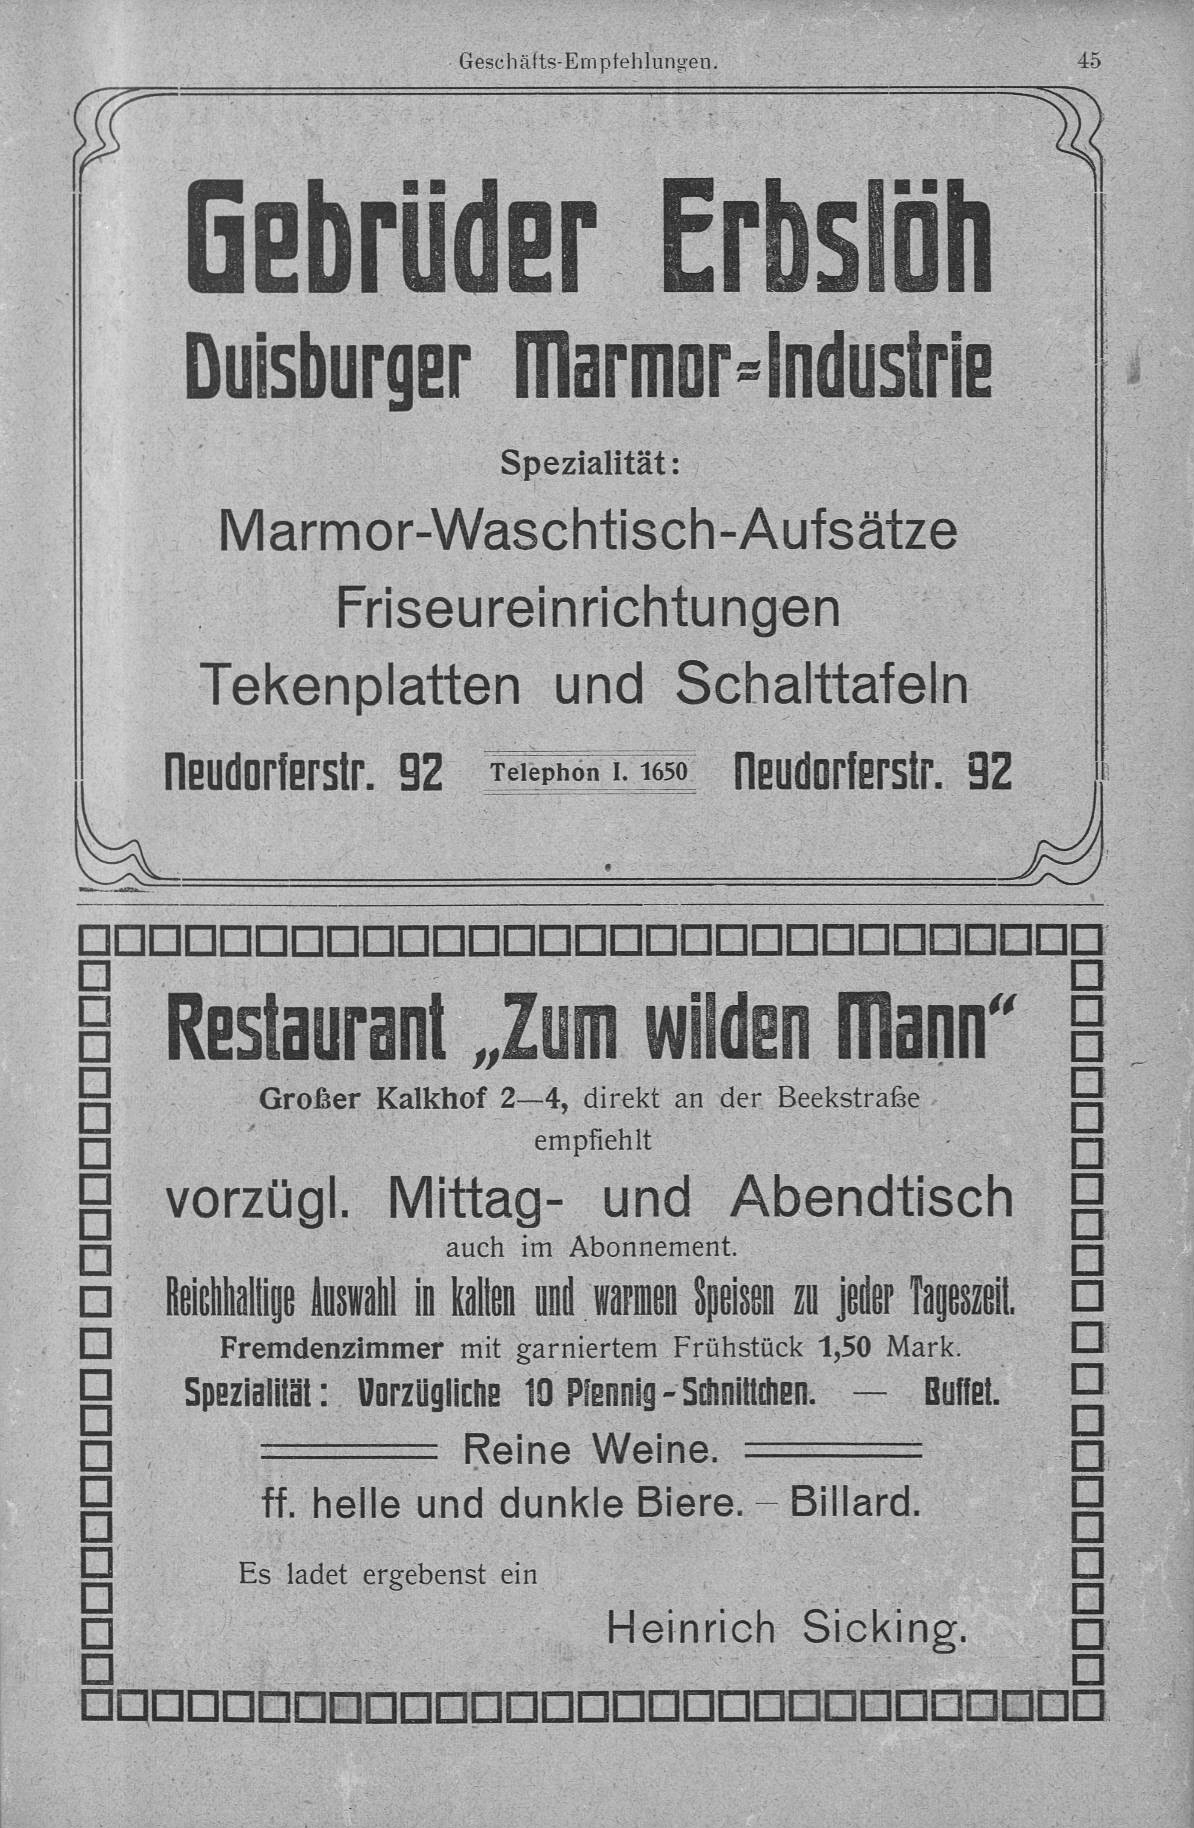 Geschäfts-Empfehlungen. 45
Gebrüder Erbslöh
Duisburger Marmor-Industrie
Spezialität:
Marmor-Waschtisch-Aufsätze
Friseureinrichtungen
Tekenplatten und Schalttafeln
Neudorferstr. 92 Telephon I. 1650 Neudorferstr. 92
Restaurant „Zum wilden Mann“
Großer Kalkhof 2—4, direkt an der Beekstraße
empfiehlt
vorzügl. Mittag- und Abendtisch
auch im Abonnement.
Reichhaltige Auswahl in kalten und warmen Speisen zu jeder Tageszeit.
Fremdenzimmer mit garniertem Frühstück 1,50 Mark.
Spezialität: Vorzügliche 10 Pfennig-Schnittchen. — Buffet.
Reine Weine.
ff. helle und dunkle Biere. — Billard.
Es ladet ergebenst ein
Heinrich Sicking.